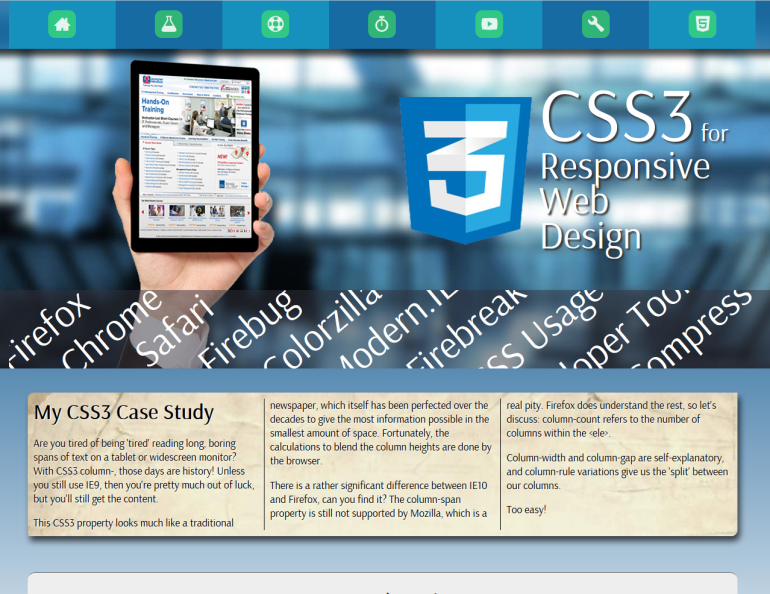 Hands-On
Training
3
CSS3 for
Responsive
Web
Design
Firefox
Chrome
Safari
Firebug
Colorzilla
Modern.IE
Firebreak
CSS Usage
My CSS3 Case Study
Are you tired of being 'tired' reading long, boring
spans of text on a tablet or widescreen monitor?
With CSS3 column-, those days are history! Unless
you still use IE9, then you're pretty much out of luck,
but you'll still get the content.
This CSS3 property looks much like a traditional
newspaper, which itself has been perfected over the
decades to give the most information possible in the
smallest amount of space. Fortunately, the
calculations to blend the column heights are done by
the browser.
There is a rather significant difference between IE10
and Firefox, can you find it? The column-span
property is still not supported by Mozilla, which is a
real pity. Firefox does understand the rest, so let's
discuss: column-count refers to the number of
columns within the <ele>.
Column-width and column-gap are self-explanatory,
and column-rule variations give us the 'split' between
our columns.
Too easy!